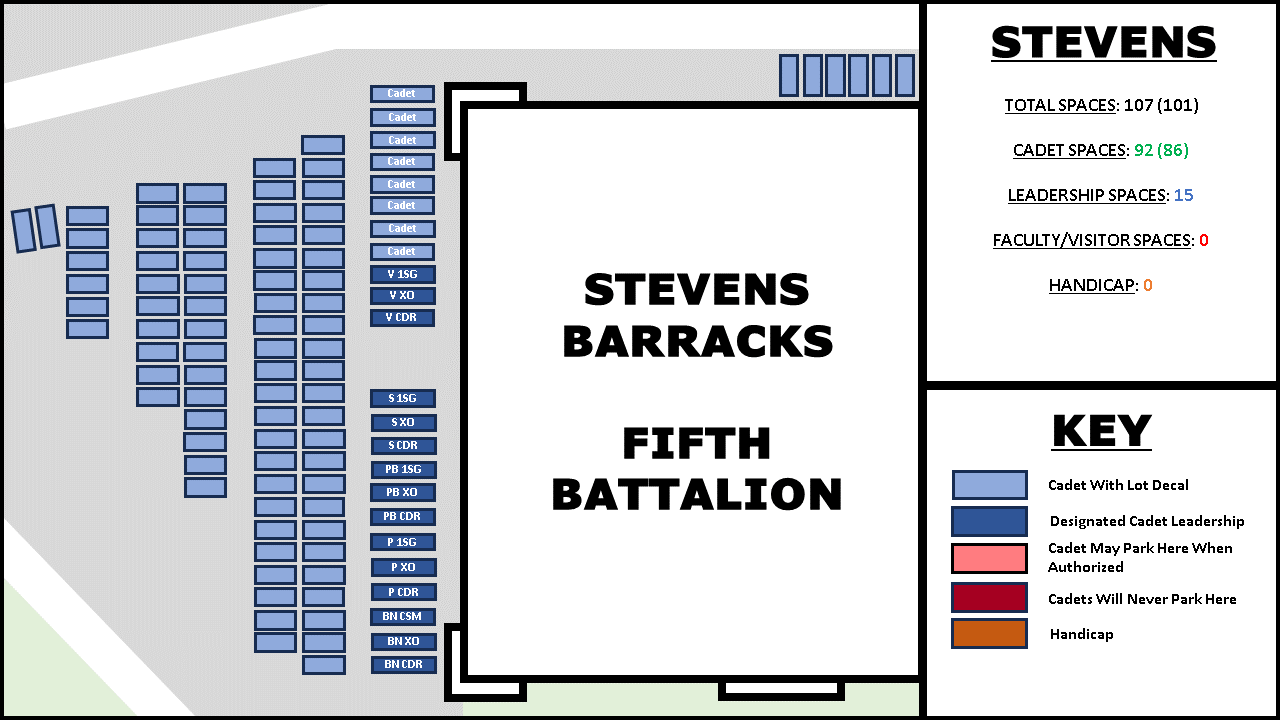 Cadet
Cadet
Cadet
Cadet
Cadet
Cadet
Cadet
Cadet
V 1SG
V XO
V CDR
S 1SG
S XO
S CDR
PB 1SG
PB XO
PB CDR
P 1SG
P XO
P CDR
BN CSM
BN XO
BN CDR
STEVENS
BARRACKS
FIFTH
BATTALION
STEVENS
TOTAL SPACES: 107 (101)
CADET SPACES: 92 (86)
LEADERSHIP SPACES: 15
FACULTY/VISITOR SPACES: 0
HANDICAP: 0
KEY
Cadet With Lot Decal
Designated Cadet Leadership
Cadet May Park Here When
Authorized
Cadets Will Never Park Here
Handicap